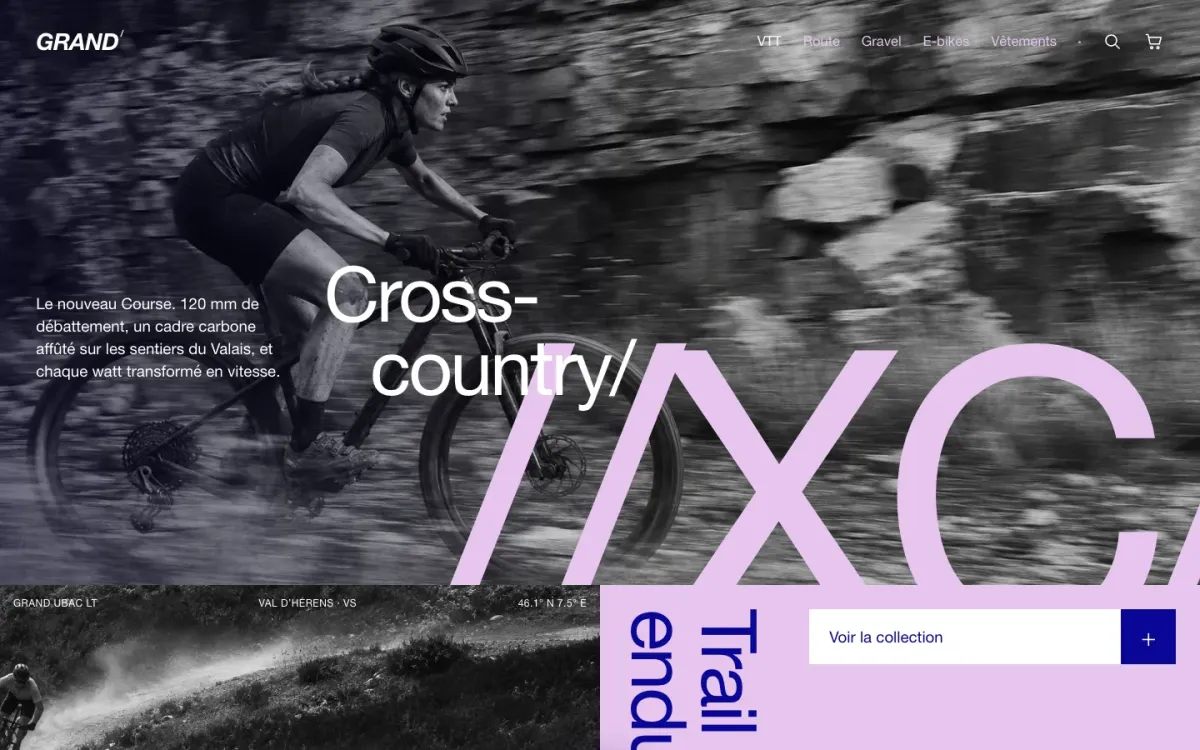 GRAND/
VTT Route Gravel E-bikes Vêtements
Le nouveau Course. 120 mm de
débattement, un cadre carbone
affûté sur les sentiers du Valais, et
chaque watt transformé en vitesse.
Cross-
country/
//XC/
GRAND UBAC LT
VAL D'HÉRENS · VS
46.1° N 7.5° E
Trail
endu
Voir la collection
+